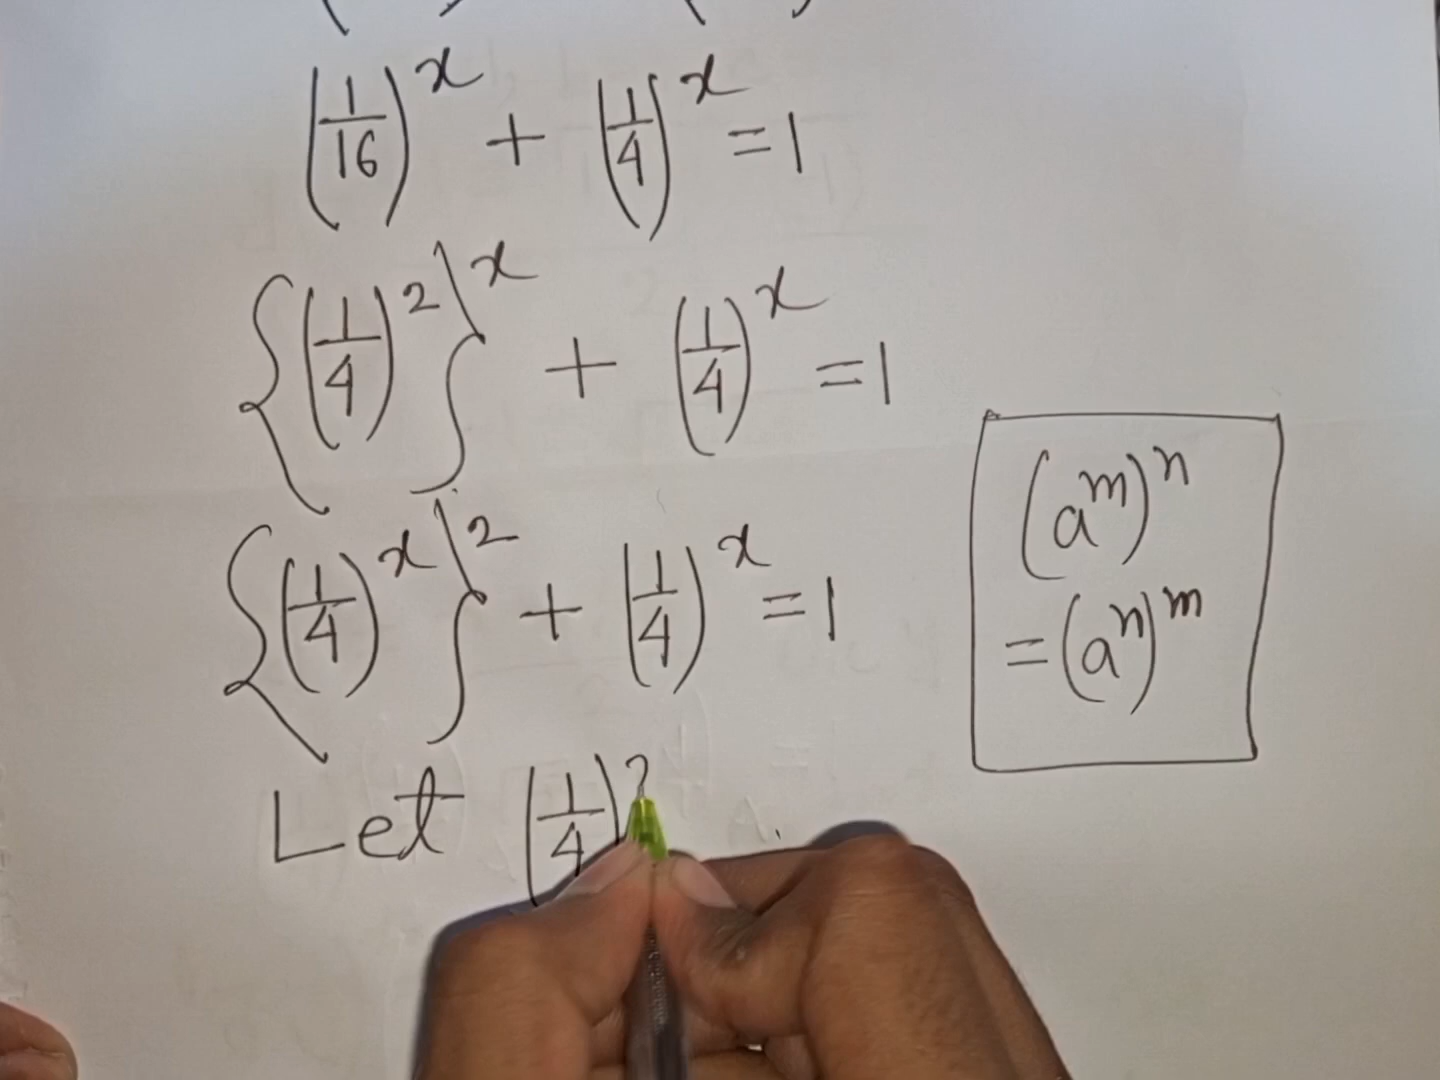 (1/16)^x + (1/4)^x = 1
{(1/4)^2}^x + (1/4)^x = 1
{(1/4)^x}^2 + (1/4)^x = 1
(a^m)^n
= (a^n)^m
Let (1/4)